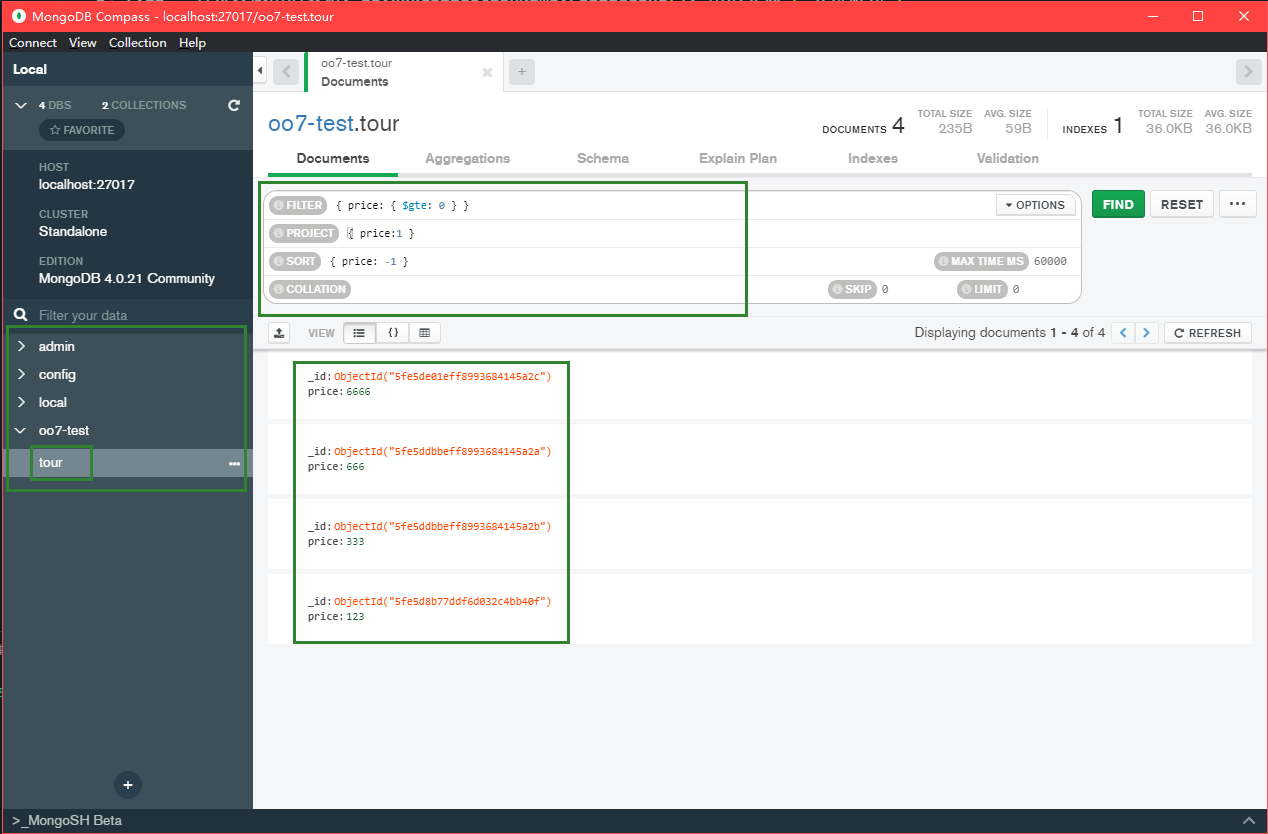 MongoDB Compass - localhost:27017/oo7-test.tour
Connect View Collection Help
Local
4 DBS 2 COLLECTIONS
FAVORITE
HOST
localhost:27017
CLUSTER
Standalone
EDITION
MongoDB 4.0.21 Community
Filter your data
admin
config
local
oo7-test
tour
oo7-test.tour
Documents
oo7-test.tour
DOCUMENTS 4
TOTAL SIZE
235B
AVG. SIZE
59B
INDEXES 1
TOTAL SIZE
36.0KB
AVG. SIZE
36.0KB
Documents Aggregations Schema Explain Plan Indexes Validation
FILTER { price: { $gte: 0 } } OPTIONS
PROJECT { price:1 }
SORT { price: -1 } MAX TIME MS 60000
COLLATION SKIP 0 LIMIT 0
FIND RESET
VIEW {} Displaying documents 1 - 4 of 4 REFRESH
_id: ObjectId("5fe5de01eff8993684145a2c")
price: 6666
_id: ObjectId("5fe5ddbbeff8993684145a2a")
price: 666
_id: ObjectId("5fe5ddbbeff8993684145a2b")
price: 333
_id: ObjectId("5fe5d8b77ddf6d032c4bb40f")
price: 123
>_MongoSH Beta